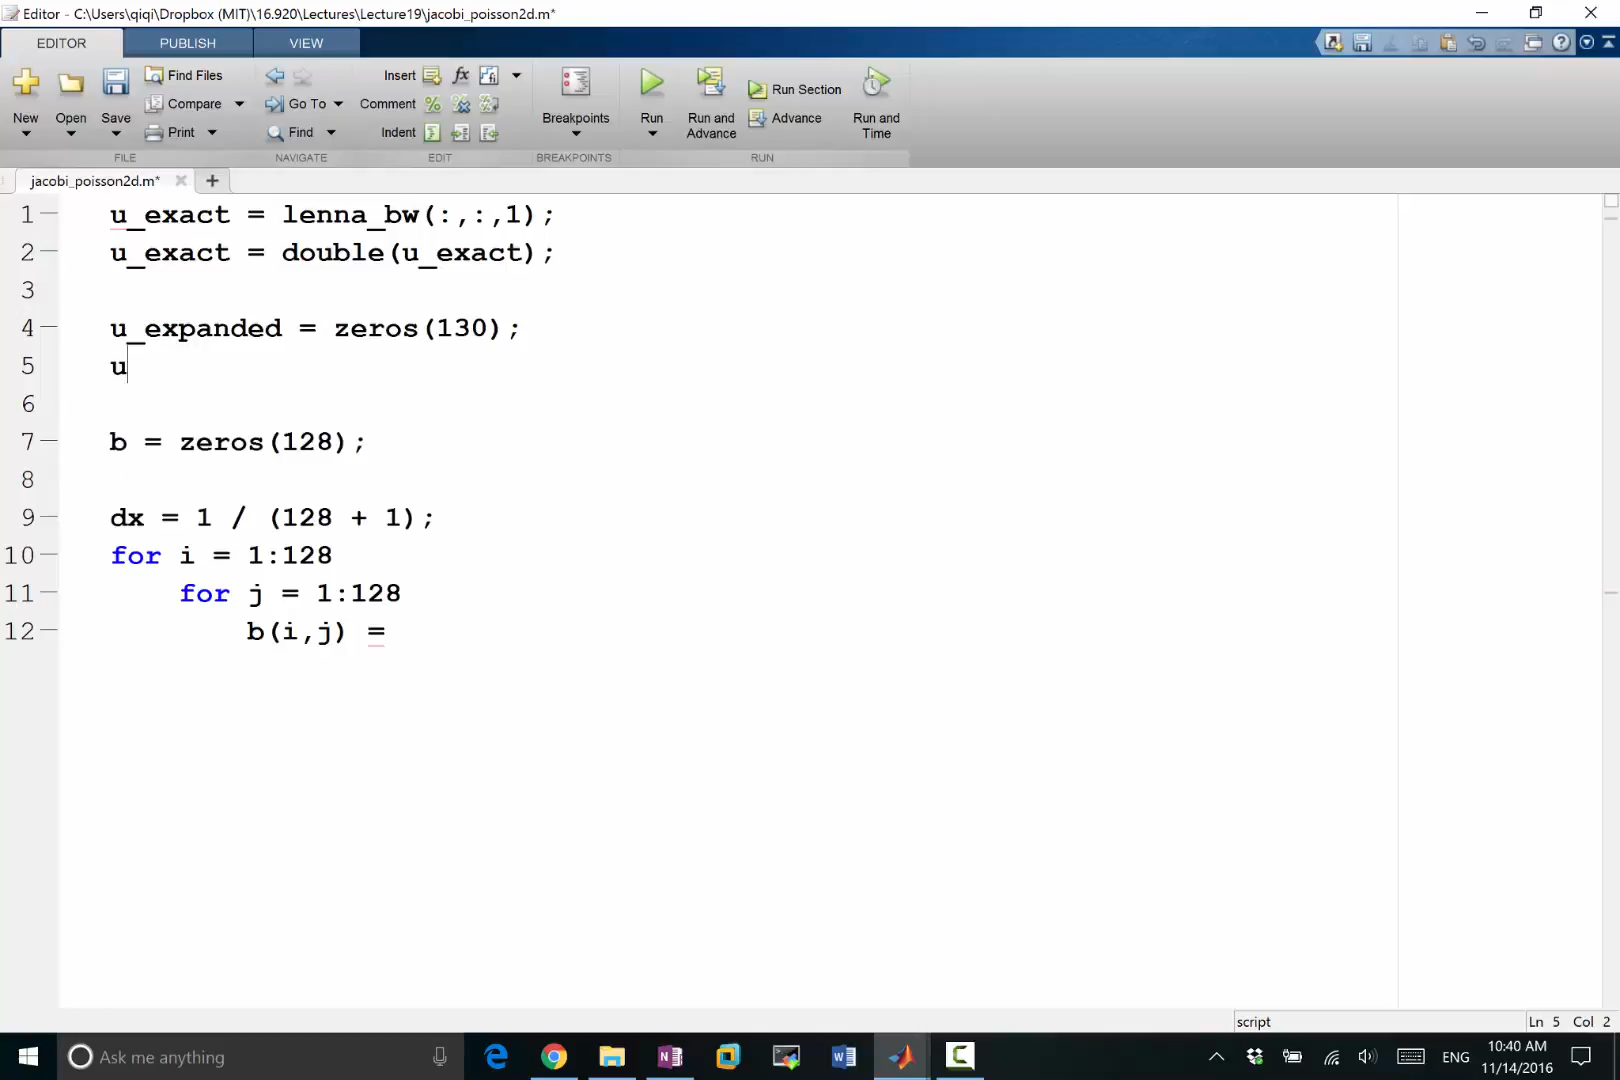 Editor - C:\Users\qiqi\Dropbox (MIT)\16.920\Lectures\Lecture19\jacobi_poisson2d.m*
EDITOR PUBLISH VIEW
New Open Save Find Files Compare Print
FILE
Go To Find
NAVIGATE
Insert fx
Comment %
Indent
EDIT
Breakpoints
BREAKPOINTS
Run Run and Advance Run Section Advance Run and Time
RUN
jacobi_poisson2d.m*
1 u_exact = lenna_bw(:,:,1);
2 u_exact = double(u_exact);
3
4 u_expanded = zeros(130);
5 u
6
7 b = zeros(128);
8
9 dx = 1 / (128 + 1);
10 for i = 1:128
11 for j = 1:128
12 b(i,j) =
script Ln 5 Col 2
Ask me anything
ENG
10:40 AM
11/14/2016